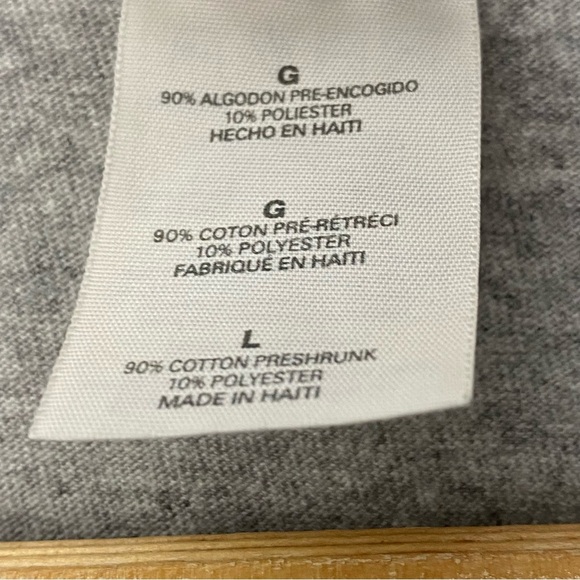 G
90% ALGODON PRE-ENCOGIDO
10% POLIESTER
HECHO EN HAITI
G
90% COTON PRÉ-RÉTRÉCI
10% POLYESTER
FABRIQUÉ EN HAITI
L
90% COTTON PRESHRUNK
10% POLYESTER
MADE IN HAITI